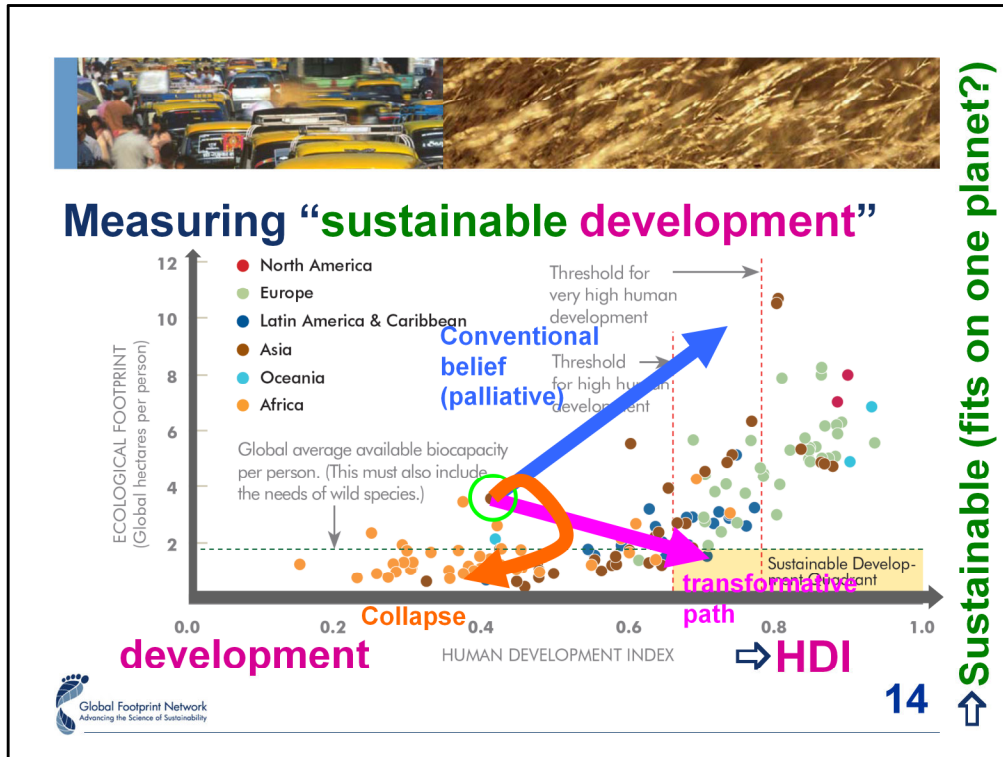 Measuring “sustainable development”
12
10
8
6
4
2
ECOLOGICAL FOOTPRINT
(Global hectares per person)
North America
Europe
Latin America & Caribbean
Asia
Oceania
Africa
Threshold for
very high human
development
Conventional
belief
(palliative)
Threshold
for high human
development
Global average available biocapacity
per person. (This must also include
the needs of wild species.)
Sustainable Develop-
ment Quadrant
transformative
path
Collapse
0.0
0.2
0.4
0.6
0.8
1.0
development
HUMAN DEVELOPMENT INDEX
⇨HDI
⇨Sustainable (fits on one planet?)
Global Footprint Network
Advancing the Science of Sustainability
14